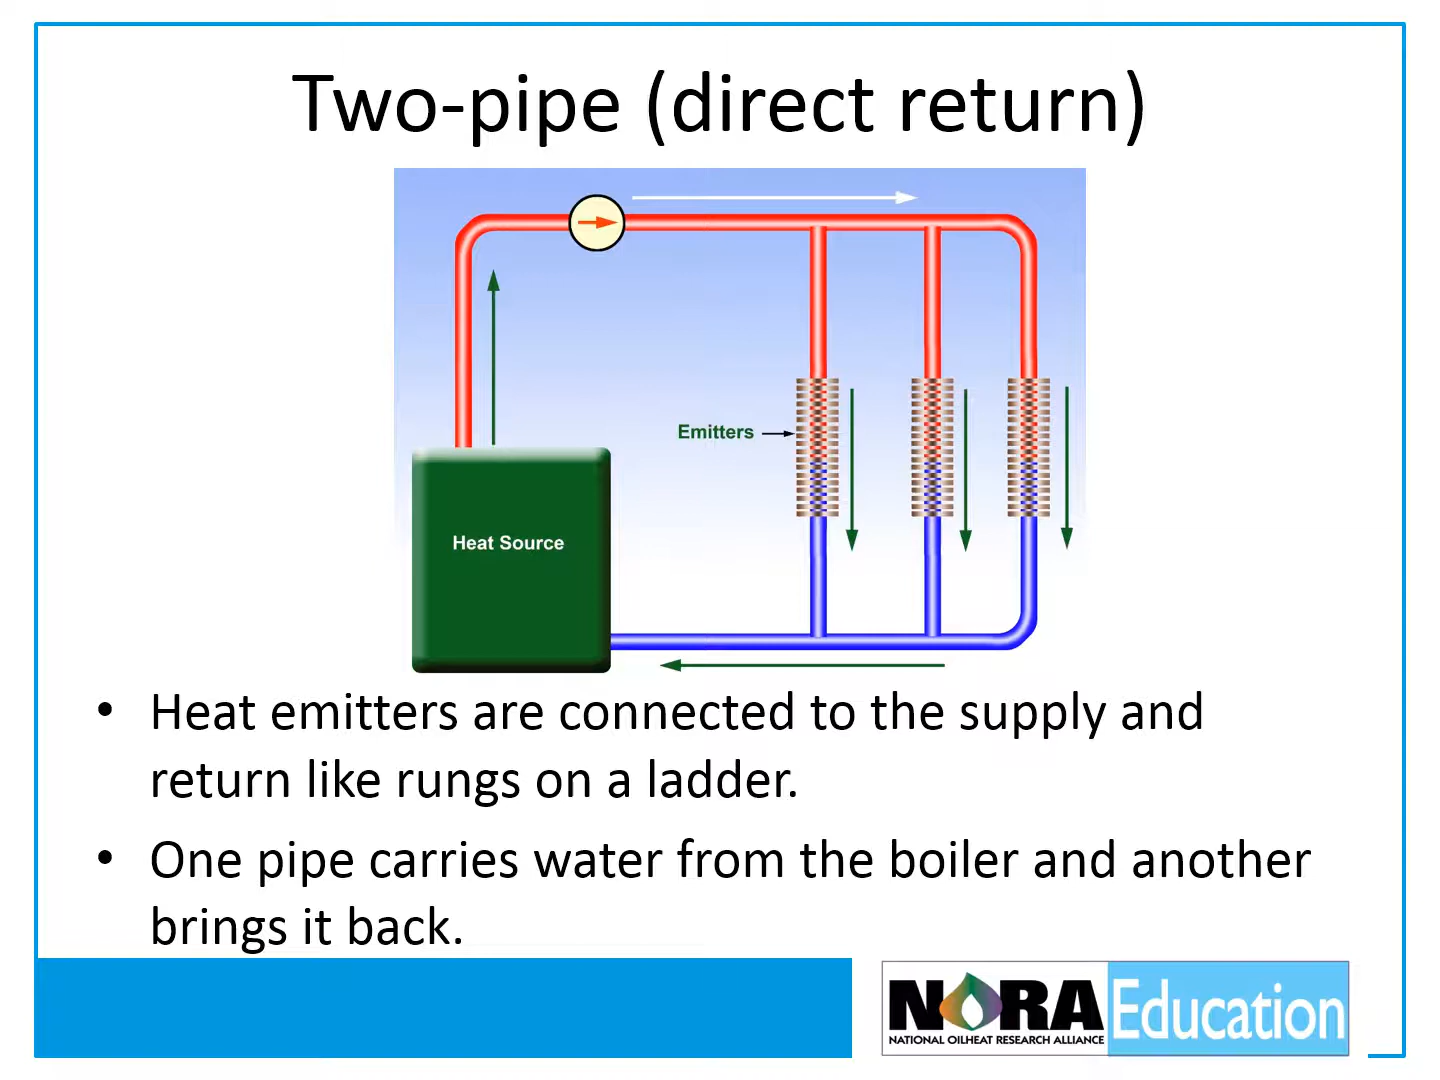 Two-pipe (direct return)
Emitters
Heat Source
• Heat emitters are connected to the supply and
return like rungs on a ladder.
• One pipe carries water from the boiler and another
brings it back.
NORA Education
NATIONAL OILHEAT RESEARCH ALLIANCE